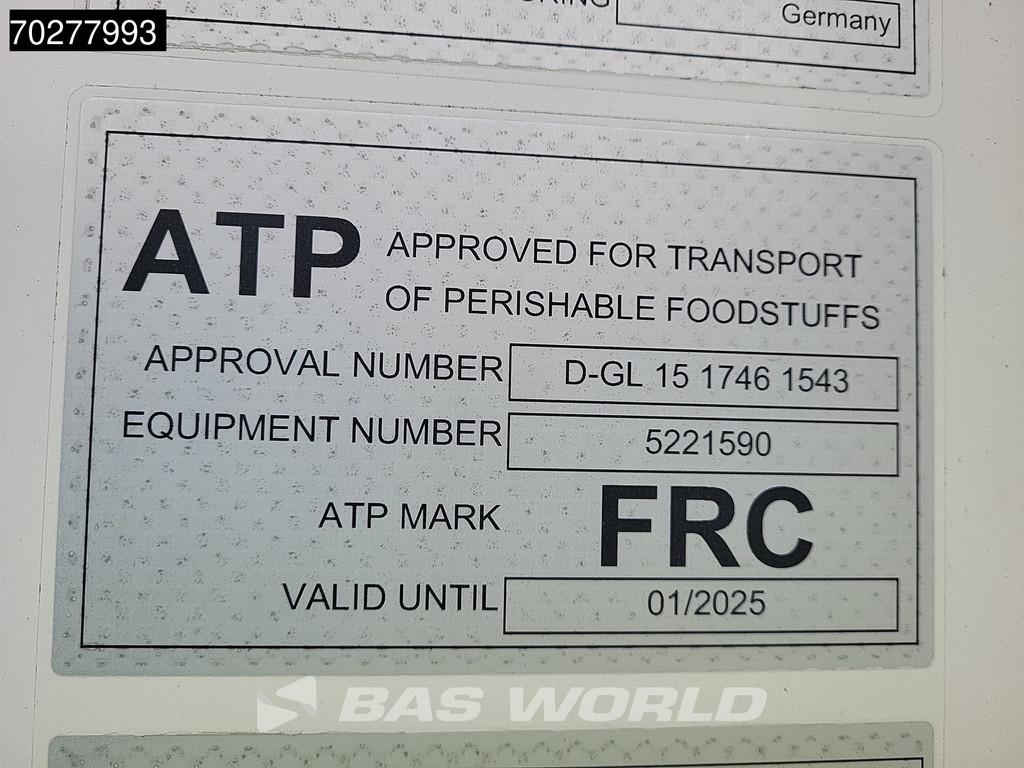 70277993
Germany
ATP APPROVED FOR TRANSPORT
OF PERISHABLE FOODSTUFFS
APPROVAL NUMBER D-GL 15 1746 1543
EQUIPMENT NUMBER 5221590
ATP MARK FRC
VALID UNTIL 01/2025
BAS WORLD